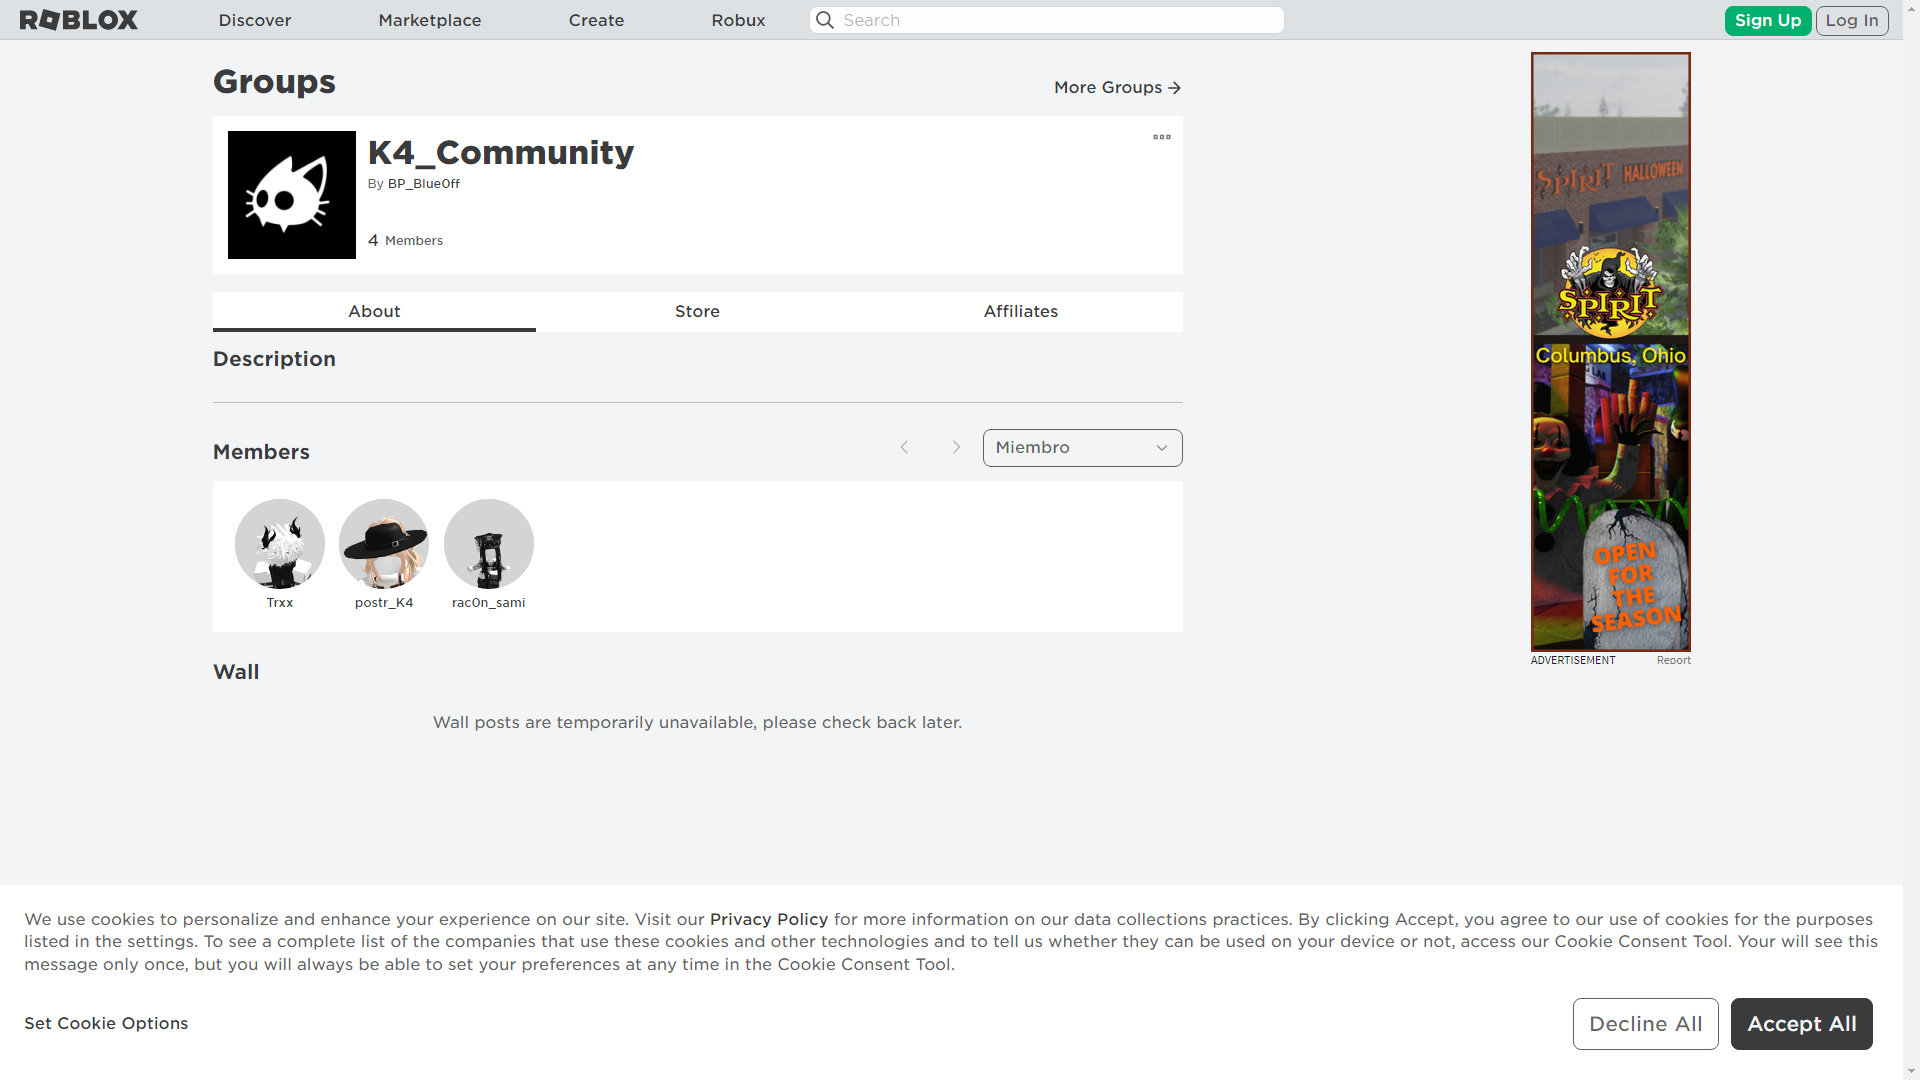 ROBLOX
Discover
Marketplace
Create
Robux
Search
Sign Up
Log In
Groups
More Groups
K4_Community
By BP_Blue0ff
4 Members
About
Store
Affiliates
Description
Members
Miembro
Trxx
postr_K4
rac0n_sami
Wall
Wall posts are temporarily unavailable, please check back later.
SPIRIT HALLOWEEN
SPIRIT
Columbus, Ohio
LAB
OPEN
FOR
THE
SEASON
ADVERTISEMENT
Report
We use cookies to personalize and enhance your experience on our site. Visit our Privacy Policy for more information on our data collections practices. By clicking Accept, you agree to our use of cookies for the purposes
listed in the settings. To see a complete list of the companies that use these cookies and other technologies and to tell us whether they can be used on your device or not, access our Cookie Consent Tool. Your will see this
message only once, but you will always be able to set your preferences at any time in the Cookie Consent Tool.
Set Cookie Options
Decline All
Accept All